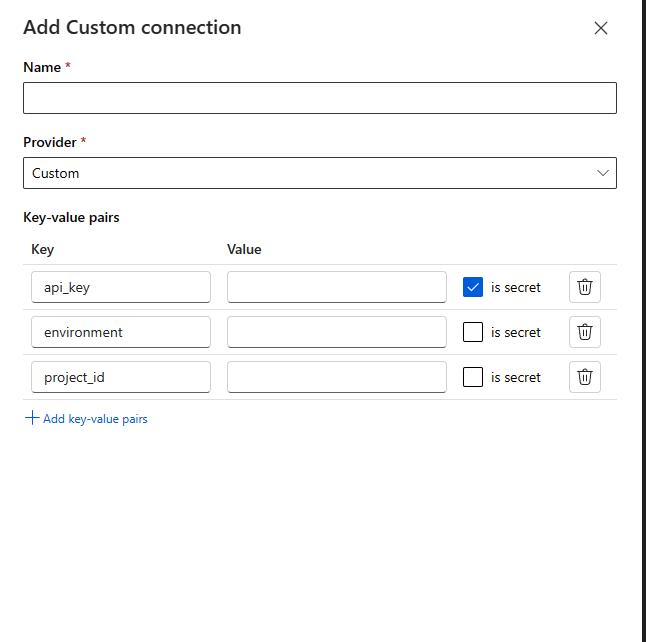 Add Custom connection
Name *
Provider *
Custom
Key-value pairs
Key Value
api_key is secret
environment is secret
project_id is secret
Add key-value pairs